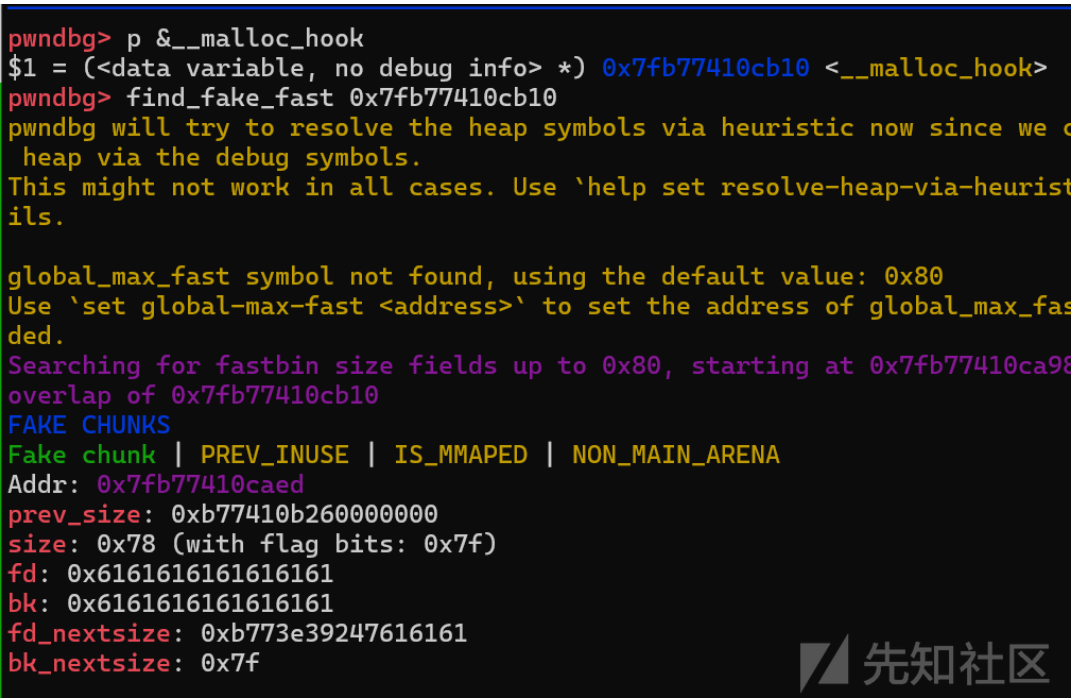 pwndbg> p &__malloc_hook
$1 = (<data variable, no debug info> *) 0x7fb77410cb10 <__malloc_hook>
pwndbg> find_fake_fast 0x7fb77410cb10
pwndbg will try to resolve the heap symbols via heuristic now since we c
 heap via the debug symbols.
This might not work in all cases. Use `help set resolve-heap-via-heurist
ils.

global_max_fast symbol not found, using the default value: 0x80
Use `set global-max-fast <address>` to set the address of global_max_fas
ded.
Searching for fastbin size fields up to 0x80, starting at 0x7fb77410ca98
overlap of 0x7fb77410cb10
FAKE CHUNKS
Fake chunk | PREV_INUSE | IS_MMAPED | NON_MAIN_ARENA
Addr: 0x7fb77410caed
prev_size: 0xb77410b260000000
size: 0x78 (with flag bits: 0x7f)
fd: 0x6161616161616161
bk: 0x6161616161616161
fd_nextsize: 0xb773e39247616161
bk_nextsize: 0x7f
先知社区